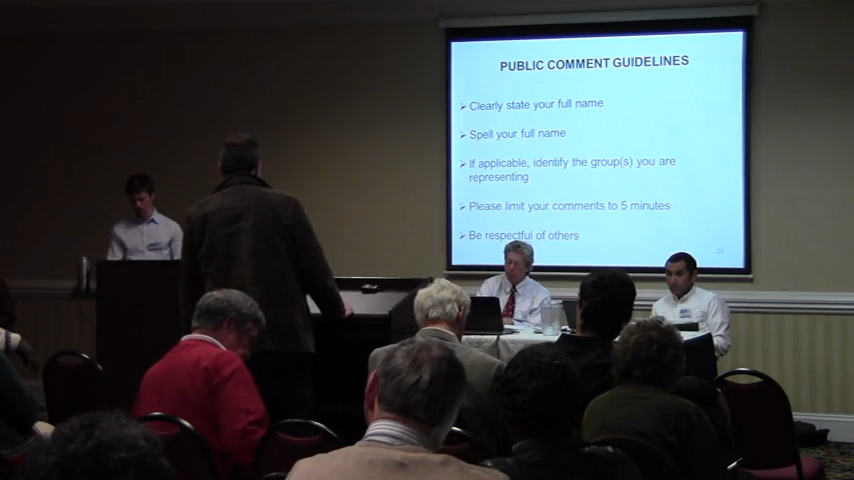 PUBLIC COMMENT GUIDELINES
➢ Clearly state your full name
➢ Spell your full name
➢ If applicable, identify the group(s) you are
representing
➢ Please limit your comments to 5 minutes
➢ Be respectful of others